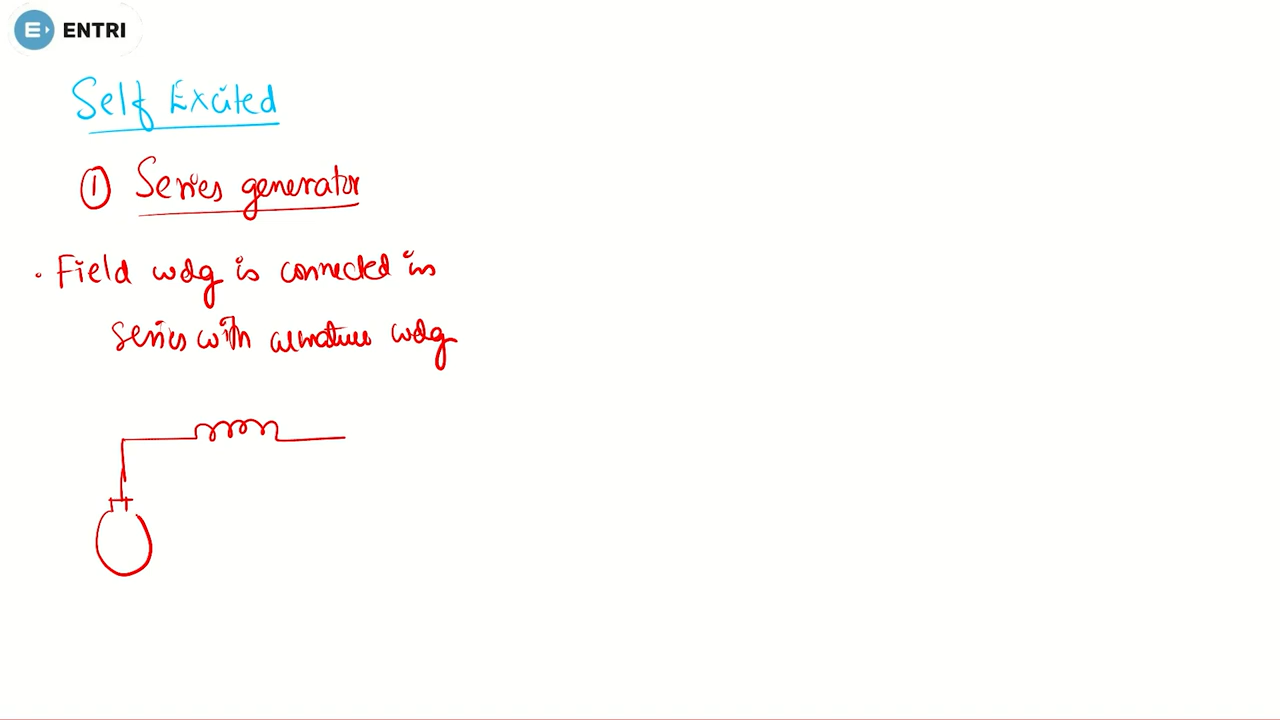 ENTRI
Self Excited
① Series generator
· Field wdg is connected in
series with armature wdg